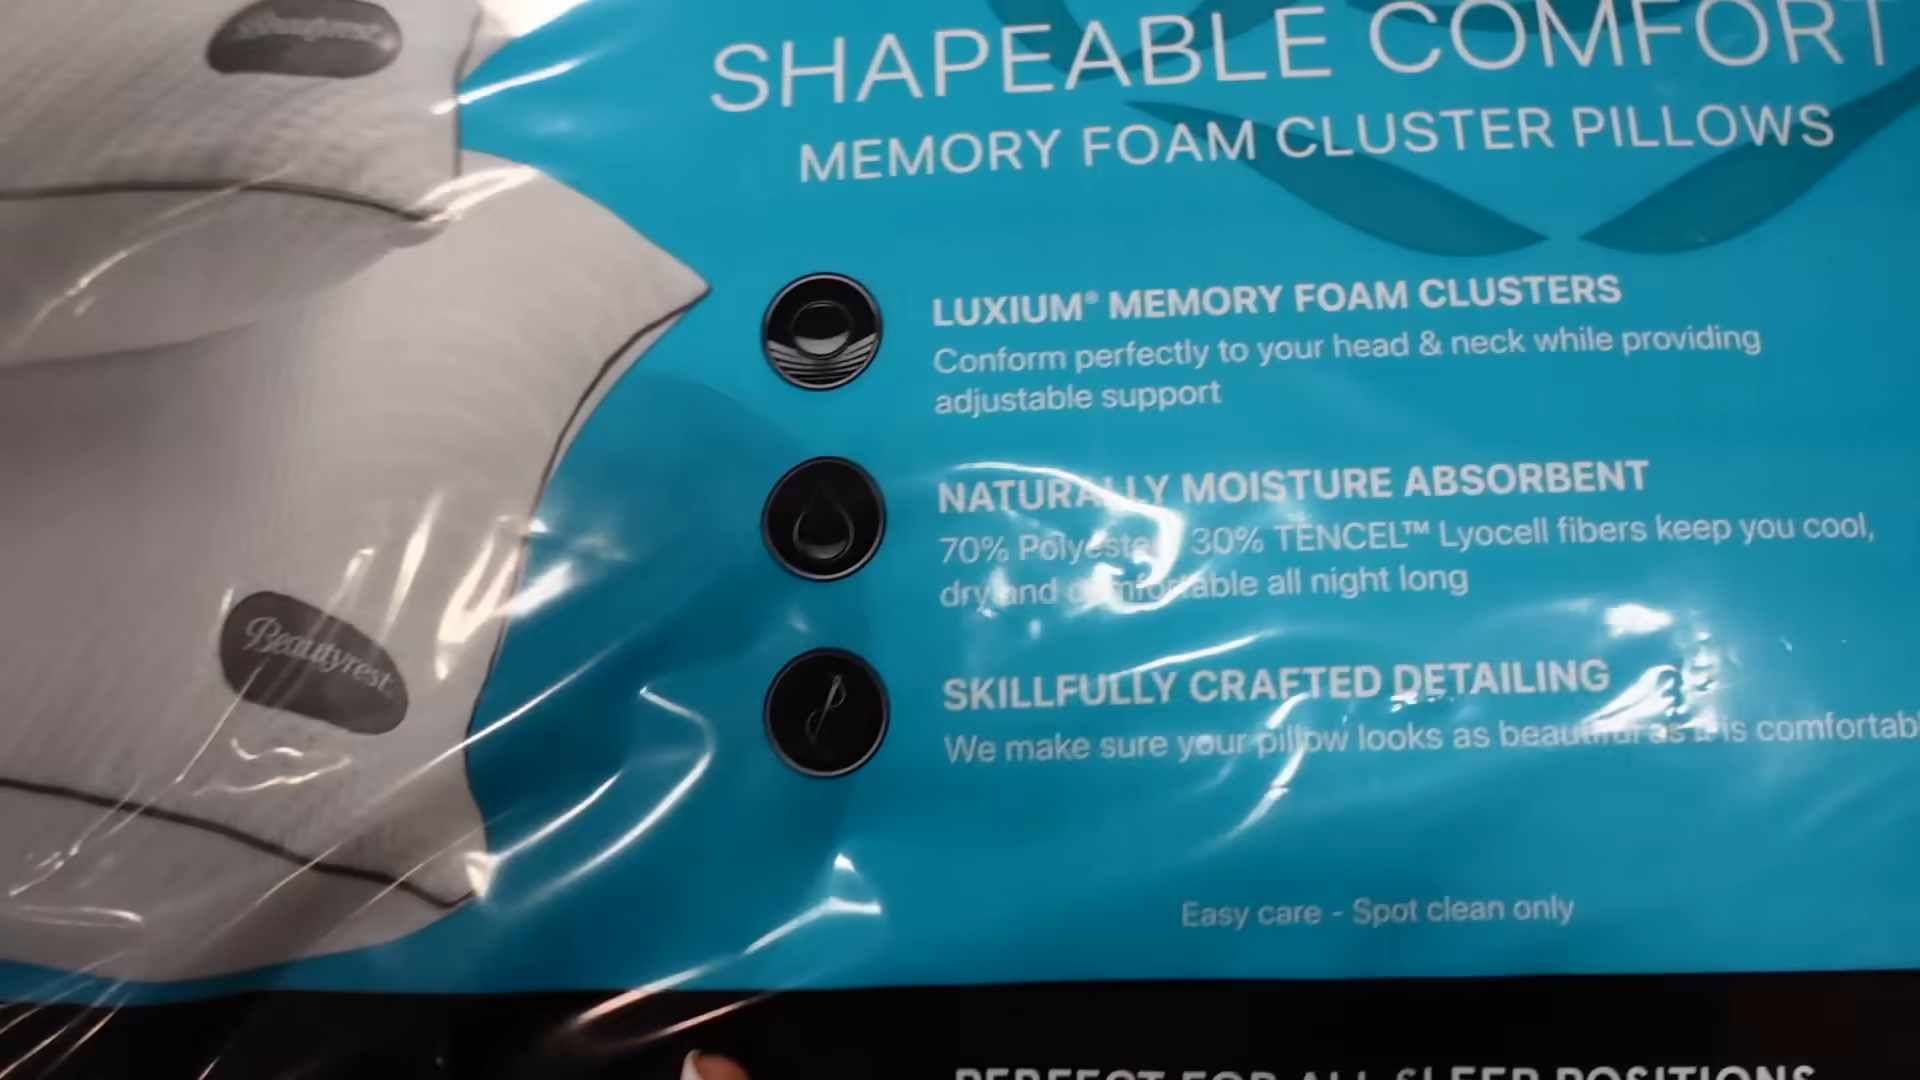 Beautyrest
SHAPEABLE COMFORT
MEMORY FOAM CLUSTER PILLOWS
LUXIUM® MEMORY FOAM CLUSTERS
Conform perfectly to your head & neck while providing
adjustable support
NATURALLY MOISTURE ABSORBENT
70% Polyester 30% TENCEL™ Lyocell fibers keep you cool,
dry and comfortable all night long
Beautyrest
SKILLFULLY CRAFTED DETAILING
We make sure your pillow looks as beautiful as it is comfortab
Easy care - Spot clean only
PERFECT FOR ALL SLEEP POSITIONS